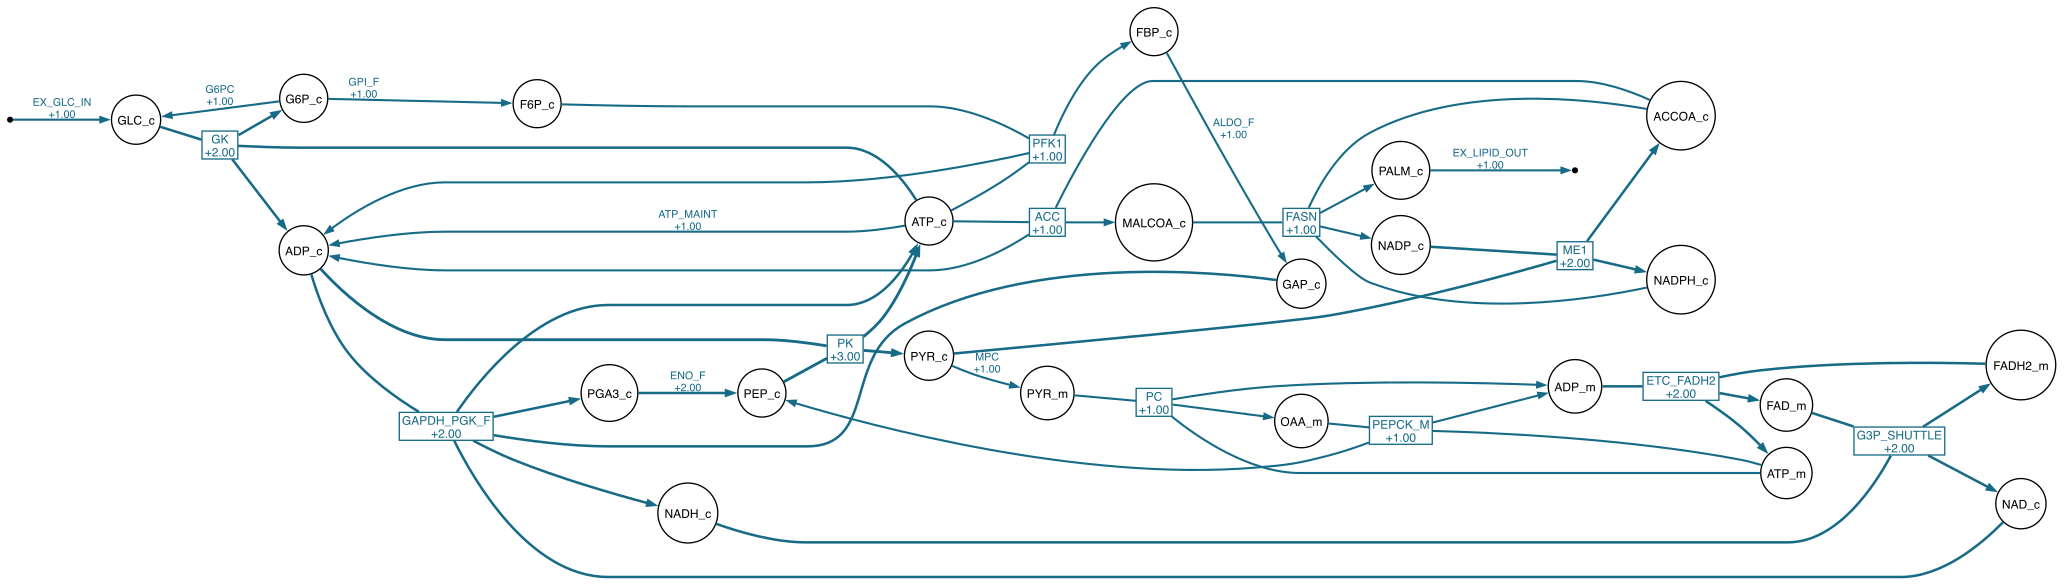 FBP_c
EX_GLC_IN
+1.00
GLC_c
G6PC
+1.00
G6P_c
GPI_F
+1.00
F6P_c
GK
+2.00
PFK1
+1.00
ALDO_F
+1.00
ACCOA_c
PALM_c
EX_LIPID_OUT
+1.00
ADP_c
ATP_MAINT
+1.00
ATP_c
ACC
+1.00
MALCOA_c
FASN
+1.00
NADP_c
ME1
+2.00
NADPH_c
GAP_c
PK
+3.00
PYR_c
MPC
+1.00
PYR_m
PGA3_c
ENO_F
+2.00
PEP_c
GAPDH_PGK_F
+2.00
PC
+1.00
OAA_m
PEPCK_M
+1.00
ADP_m
ETC_FADH2
+2.00
FAD_m
FADH2_m
G3P_SHUTTLE
+2.00
ATP_m
NADH_c
NAD_c